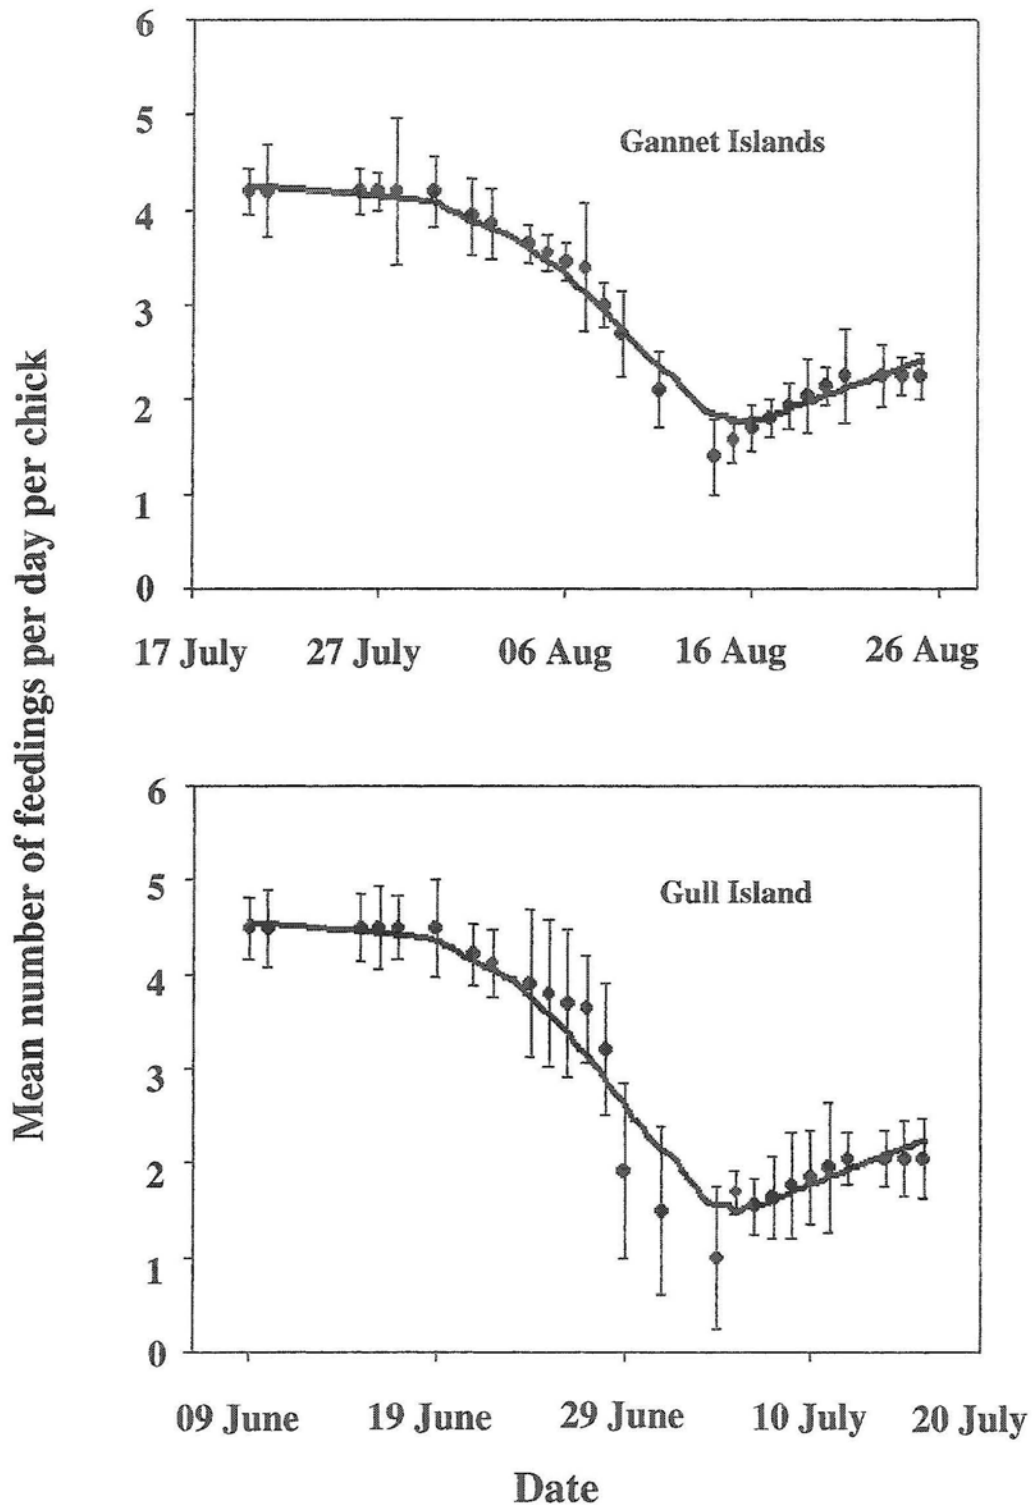 Mean number of feedings per day per chick
6
5
4
3
2
1
0
Gannet Islands
17 July 27 July 06 Aug 16 Aug 26 Aug
6
5
4
3
2
1
0
Gull Island
09 June 19 June 29 June 10 July 20 July
Date